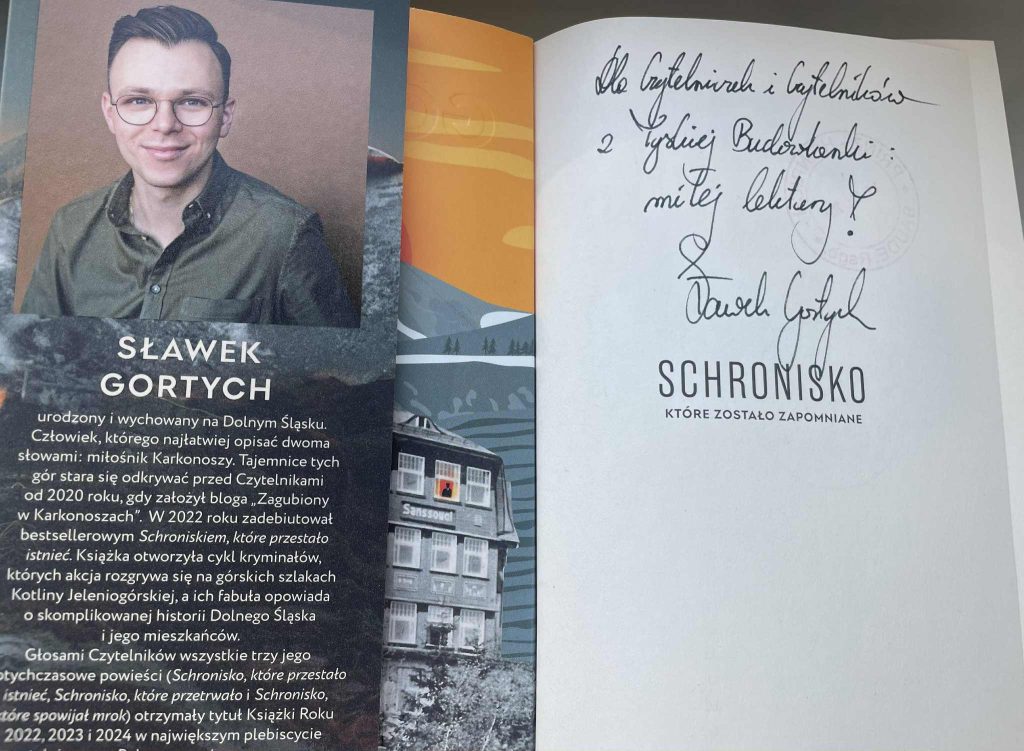 SŁAWEK
GORTYCH
urodzony i wychowany na Dolnym Śląsku.
Człowiek, którego najłatwiej opisać dwoma
słowami: miłośnik Karkonoszy. Tajemnice tych
gór stara się odkrywać przed Czytelnikami
od 2020 roku, gdy założył bloga „Zagubiony
w Karkonoszach”. W 2022 roku zadebiutował
bestsellerowym Schroniskiem, które przestało
istnieć. Książka otworzyła cykl kryminałów,
których akcja rozgrywa się na górskich szlakach
Kotliny Jeleniogórskiej, a ich fabuła opowiada
o skomplikowanej historii Dolnego Śląska
i jego mieszkańców.
Głosami Czytelników wszystkie trzy jego
dotychczasowe powieści (Schronisko, które przestało
istnieć, Schronisko, które przetrwało i Schronisko,
które spowijał mrok) otrzymały tytuł Książki Roku
2022, 2023 i 2024 w największym plebiscycie
Sanssouci
Dla Czytelniczek i Czytelników
z Tyskiej Budowlanki:
miłej lektury!
Sławek Gortych
SCHRONISKO
KTÓRE ZOSTAŁO ZAPOMNIANE